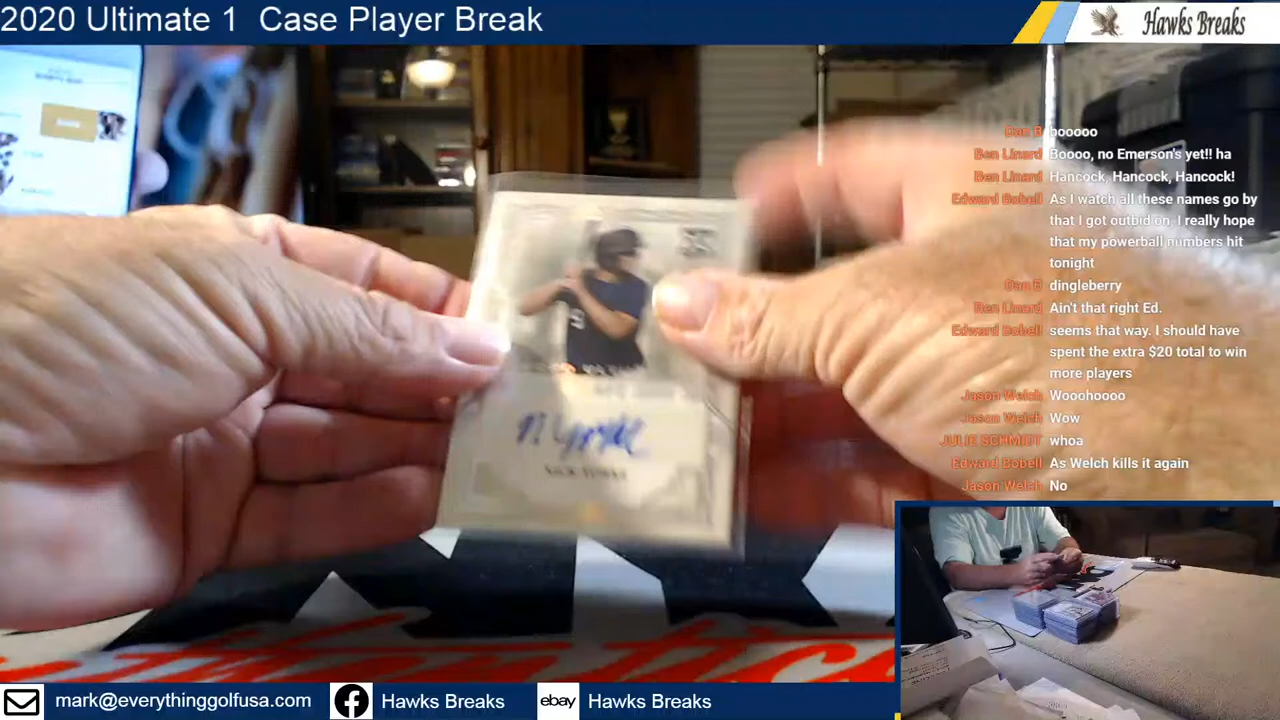 2020 Ultimate 1 Case Player Break
Hawks Breaks
Dan B booooo
Ben Linard Boooo, no Emerson's yet!! ha
Ben Linard Hancock, Hancock, Hancock!
Edward Bobell As I watch all these names go by
that I got outbid on, I really hope
that my powerball numbers hit
tonight
Dan B dingleberry
Ben Linard Ain't that right Ed.
Edward Bobell seems that way. I should have
spent the extra $20 total to win
more players
Jason Welch Wooohoooo
Jason Welch Wow
JULIE SCHMIDT whoa
Edward Bobell As Welch kills it again
Jason Welch No
NICK YORKE
mark@everythinggolfusa.com
Hawks Breaks
ebay
Hawks Breaks